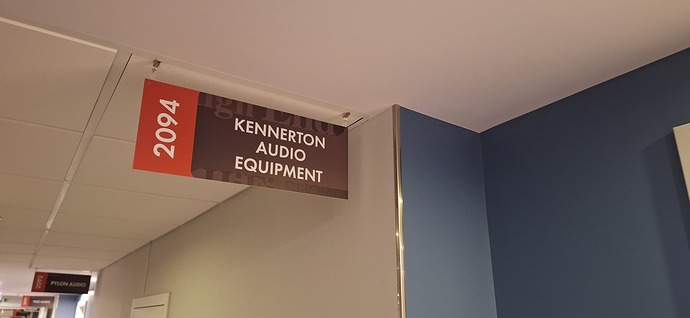 2094
KENNERTON
AUDIO
EQUIPMENT
PYLON AUDIO